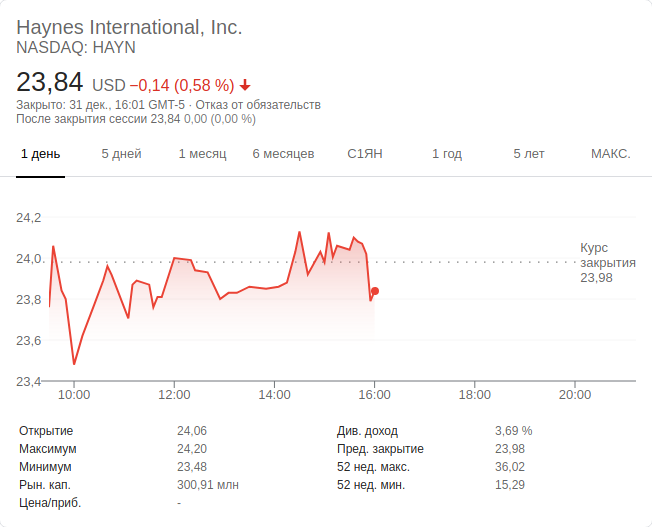 Haynes International, Inc.
NASDAQ: HAYN
23,84 USD −0,14 (0,58 %)
Закрыто: 31 дек., 16:01 GMT-5 · Отказ от обязательств
После закрытия сессии 23,84 0,00 (0,00 %)
1 день 5 дней 1 месяц 6 месяцев С1ЯН 1 год 5 лет МАКС.
24,2
24,0
23,8
23,6
23,4
Курс
закрытия
23,98
10:00 12:00 14:00 16:00 18:00 20:00
Открытие 24,06 Див. доход 3,69 %
Максимум 24,20 Пред. закрытие 23,98
Минимум 23,48 52 нед. макс. 36,02
Рын. кап. 300,91 млн 52 нед. мин. 15,29
Цена/приб. -